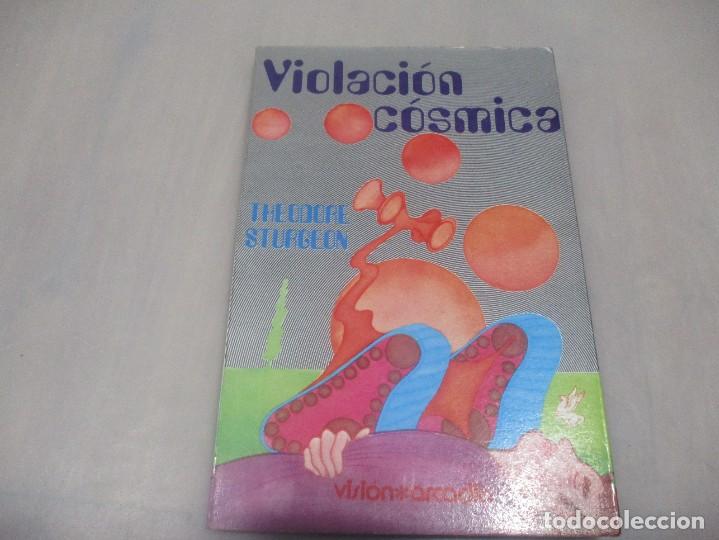 Violación
cósmica
THEODORE
STURGEON
visión*arcadia
todocoleccion